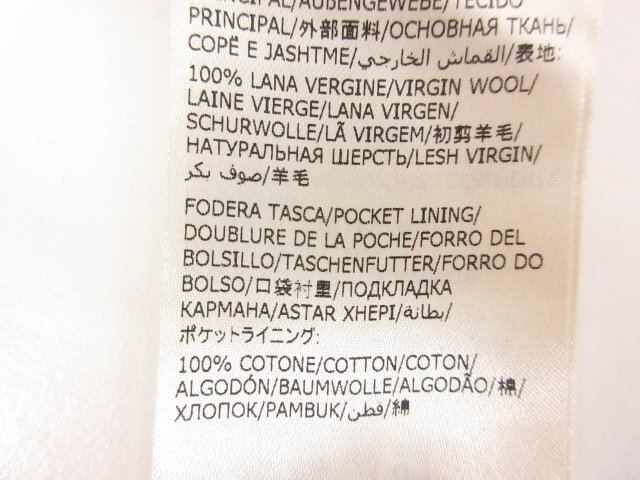 PRINCIPAL/AUßENGEWEBE/TECIDO
PRINCIPAL/外部面料/ОСНОВНАЯ ТКАНЬ/
COPË E JASHTME/القماش الخارجي/表地:
100% LANA VERGINE/VIRGIN WOOL/
LAINE VIERGE/LANA VIRGEN/
SCHURWOLLE/LÃ VIRGEM/初剪羊毛/
НАТУРАЛЬНАЯ ШЕРСТЬ/LESH VIRGIN/
صوف بكر/羊毛
FODERA TASCA/POCKET LINING/
DOUBLURE DE LA POCHE/FORRO DEL
BOLSILLO/TASCHENFUTTER/FORRO DO
BOLSO/口袋衬里/ПОДКЛАДКА
КАРМАНА/ASTAR XHEPI/بطانة/
ポケットライニング:
100% COTONE/COTTON/COTON/
ALGODÓN/BAUMWOLLE/ALGODÃO/棉/
ХЛОПОК/PAMBUK/قطن/綿